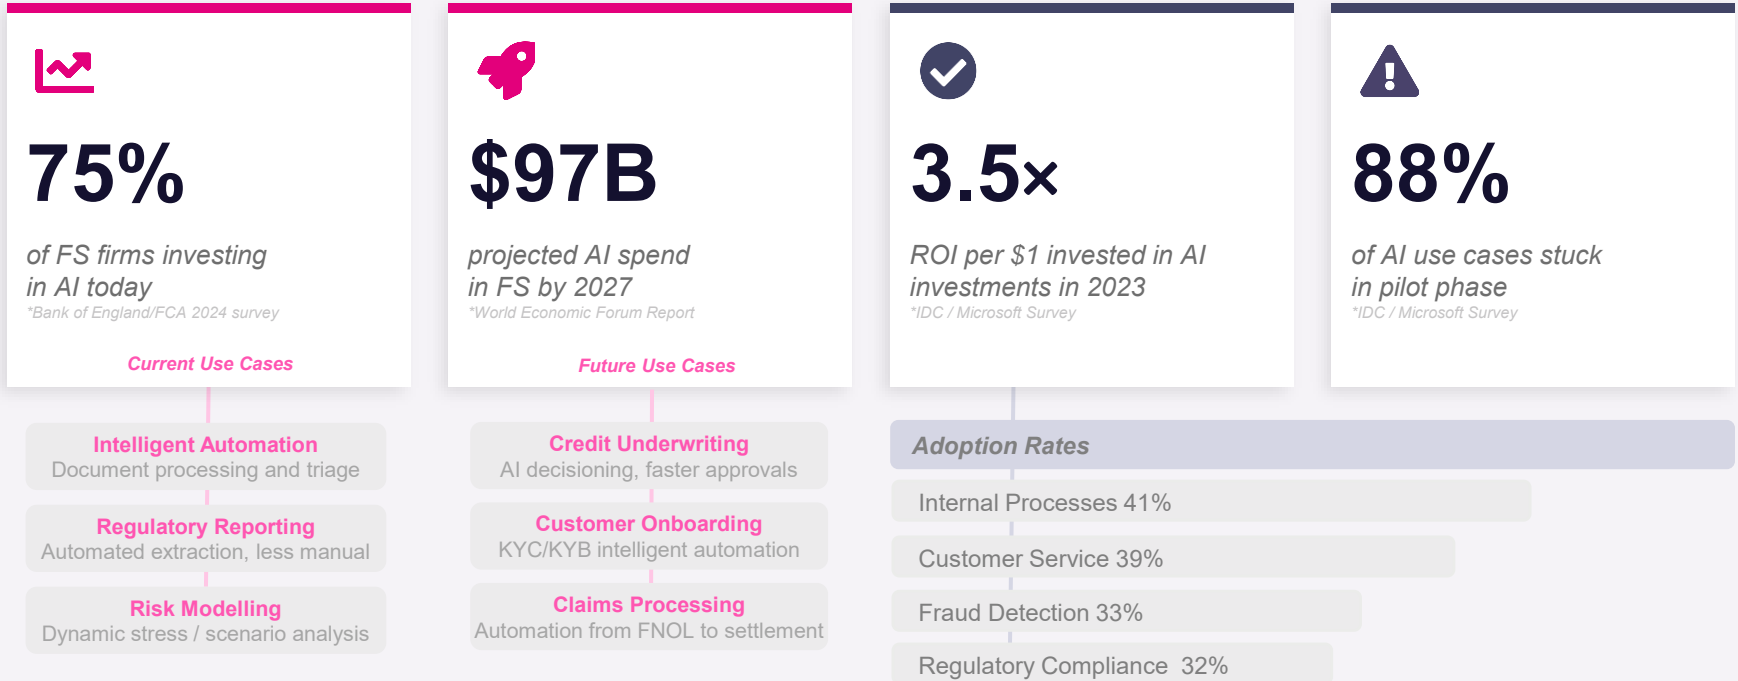 75%
of FS firms investing
in AI today
*Bank of England/FCA 2024 survey
Current Use Cases
Intelligent Automation
Document processing and triage
Regulatory Reporting
Automated extraction, less manual
Risk Modelling
Dynamic stress / scenario analysis
$97B
projected AI spend
in FS by 2027
*World Economic Forum Report
Future Use Cases
Credit Underwriting
AI decisioning, faster approvals
Customer Onboarding
KYC/KYB intelligent automation
Claims Processing
Automation from FNOL to settlement
3.5×
ROI per $1 invested in AI
investments in 2023
*IDC / Microsoft Survey
88%
of AI use cases stuck
in pilot phase
*IDC / Microsoft Survey
Adoption Rates
Internal Processes 41%
Customer Service 39%
Fraud Detection 33%
Regulatory Compliance  32%